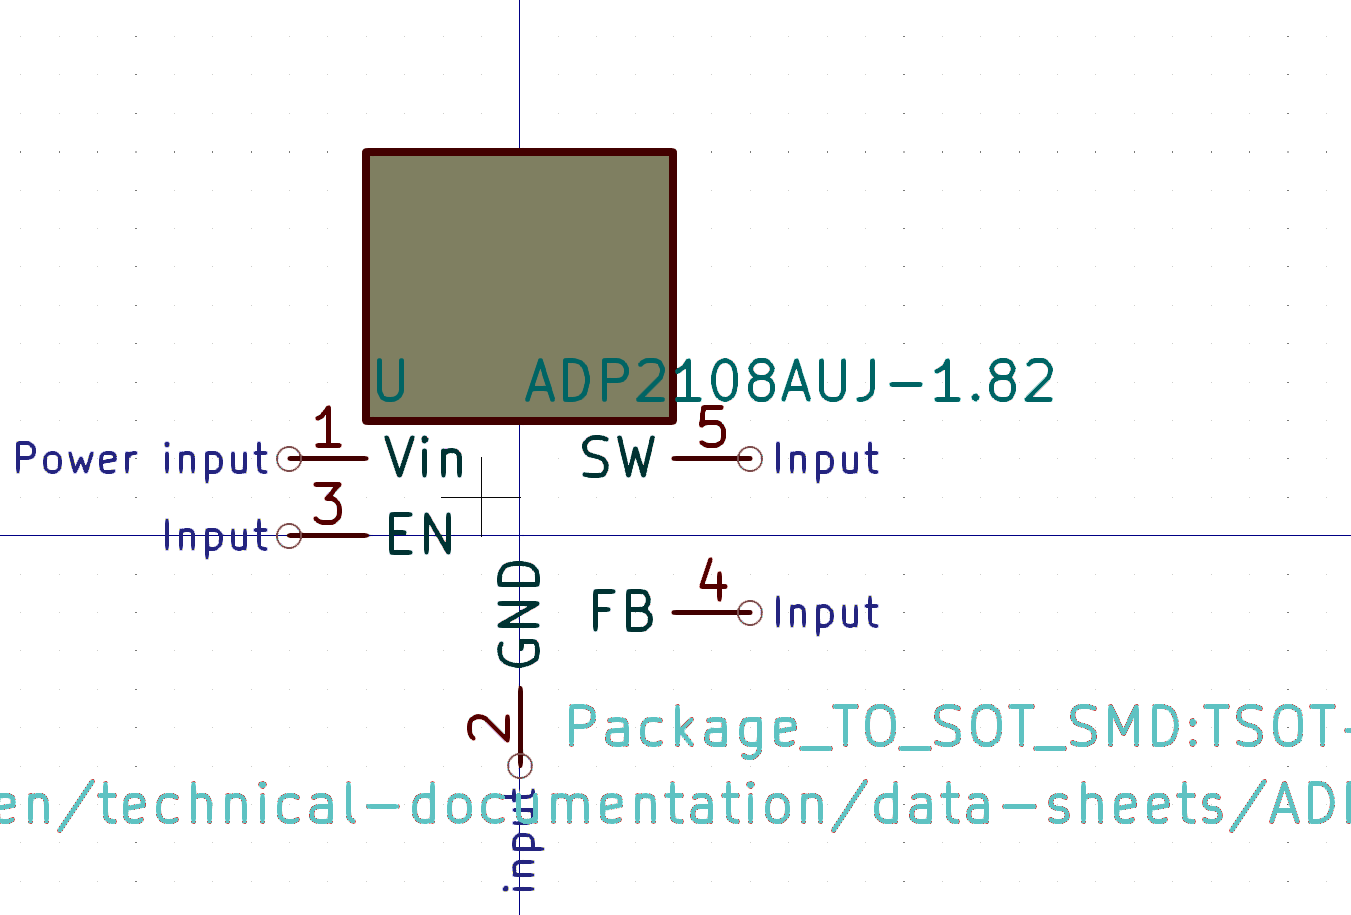 U ADP2108AUJ-1.82
Power input 1 Vin SW 5 Input
Input 3 EN
GND
FB 4 Input
2
Package_TO_SOT_SMD:TSOT-
en/technical-documentation/data-sheets/ADP
input